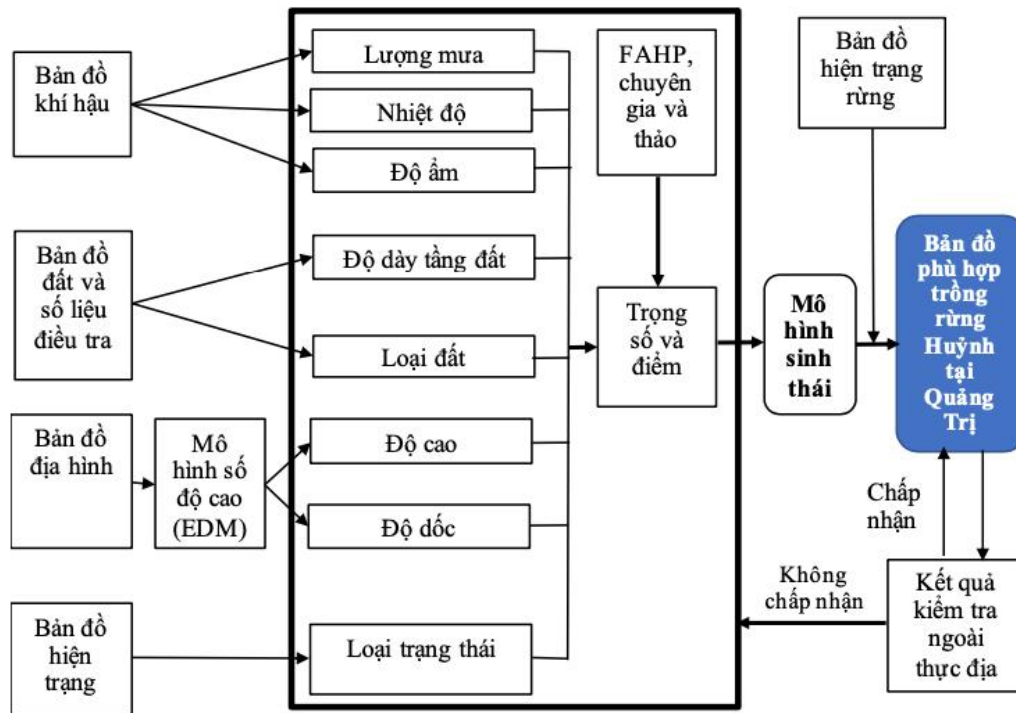 Bản đồ
khí hậu
Bản đồ
đất và
số liệu
điều tra
Bản đồ
địa hình
Mô
hình số
độ cao
(EDM)
Bản đồ
hiện
trạng
Lượng mưa
Nhiệt độ
Độ ẩm
Độ dày tầng đất
Loại đất
Độ cao
Độ dốc
Loại trạng thái
FAHP,
chuyên
gia và
thảo
Trọng
số và
điểm
Mô
hình
sinh
thái
Bản đồ
hiện trạng
rừng
Bản đồ
phù hợp
trồng
rừng
Huỷnh
tại
Quảng
Trị
Chấp
nhận
Không
chấp nhận
Kết quả
kiểm tra
ngoài
thực địa